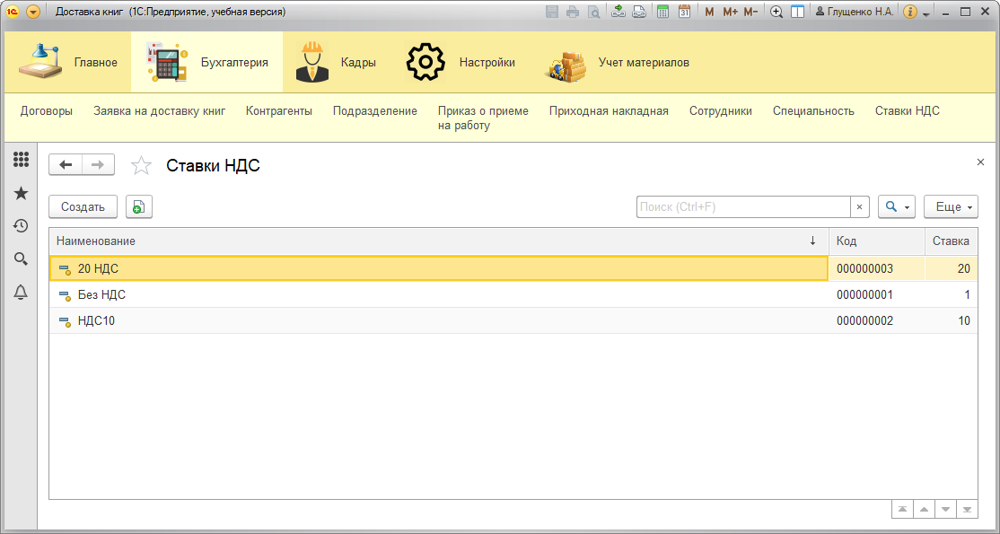 Доставка книг (1С:Предприятие, учебная версия)
31 M M+ M- Глущенко Н.А.
Главное
Бухгалтерия
Кадры
Настройки
Учет материалов
Договоры
Заявка на доставку книг
Контрагенты
Подразделение
Приказ о приеме
на работу
Приходная накладная
Сотрудники
Специальность
Ставки НДС
Ставки НДС
Создать
Поиск (Ctrl+F)
Еще
Наименование Код Ставка
20 НДС 000000003 20
Без НДС 000000001 1
НДС10 000000002 10